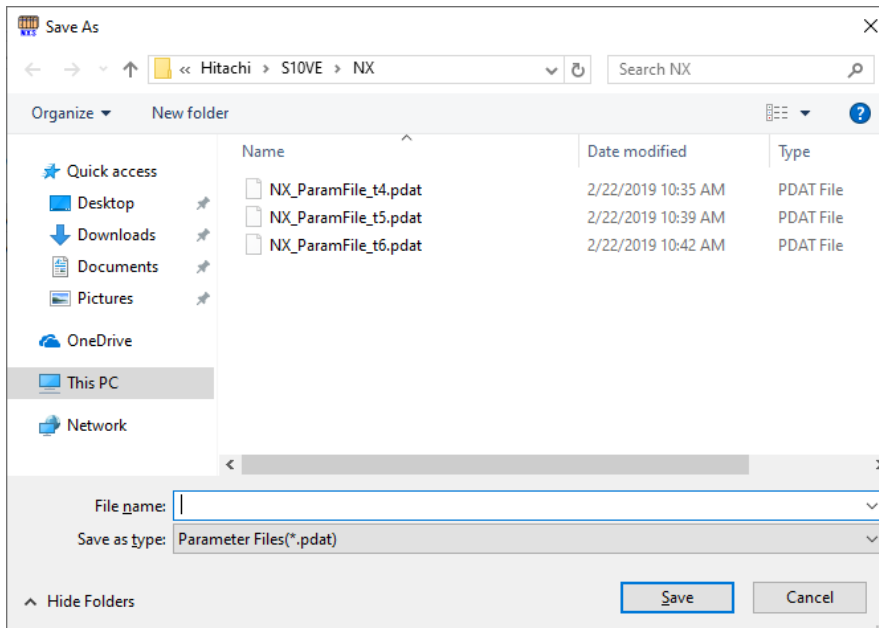 NXS Save As
« Hitachi > S10VE > NX Search NX
Organize New folder ?
Name Date modified Type
Quick access
Desktop
Downloads
Documents
Pictures
OneDrive
This PC
Network
NX_ParamFile_t4.pdat 2/22/2019 10:35 AM PDAT File
NX_ParamFile_t5.pdat 2/22/2019 10:39 AM PDAT File
NX_ParamFile_t6.pdat 2/22/2019 10:42 AM PDAT File
File name:
Save as type: Parameter Files(*.pdat)
Hide Folders Save Cancel